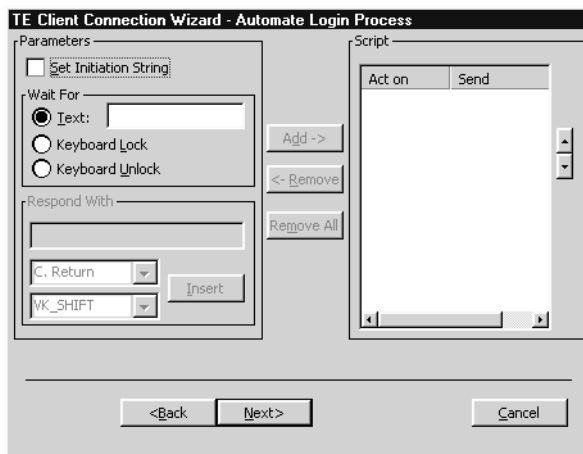 TE Client Connection Wizard - Automate Login Process
Parameters
Set Initiation String
Wait For
Text:
Keyboard Lock
Keyboard Unlock
Respond With
C. Return
VK_SHIFT
Insert
Add ->
<- Remove
Remove All
Script
Act on Send
<Back Next> Cancel